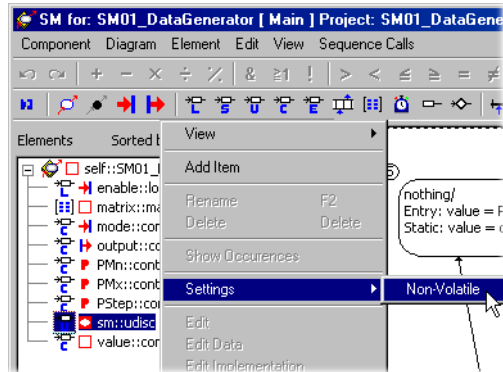 SM for: SM01_DataGenerator [ Main ] Project: SM01_DataGene
Component Diagram Element Edit View Sequence Calls
Elements Sorted
View
self::SM01_
Add Item
enable::lo
matrix::ma
Rename F2
nothing/
mode::con
Delete Delete
Entry: value =
output::co
Static: value =
PMn::cont
Show Occurences
PMx::cont
PStep::co
Settings
Non-Volatile
sm::udisc
Edit
value::cor
Edit Data
Edit Implementation